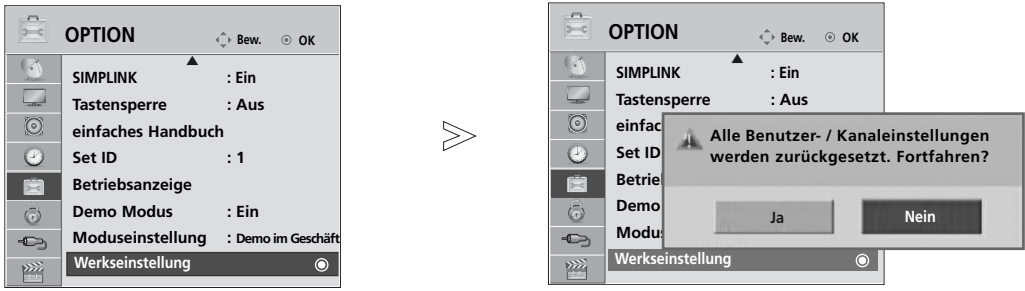 OPTION Bew. OK
SIMPLINK : Ein
Tastensperre : Aus
einfaches Handbuch
Set ID : 1
Betriebsanzeige
Demo Modus : Ein
Moduseinstellung : Demo im Geschäft
Werkseinstellung
OPTION Bew. OK
SIMPLINK : Ein
Tastensperre : Aus
einfac
Set ID
Betrieb
Demo
Modus
Werkseinstellung
Alle Benutzer- / Kanaleinstellungen
werden zurückgesetzt. Fortfahren?
Ja Nein